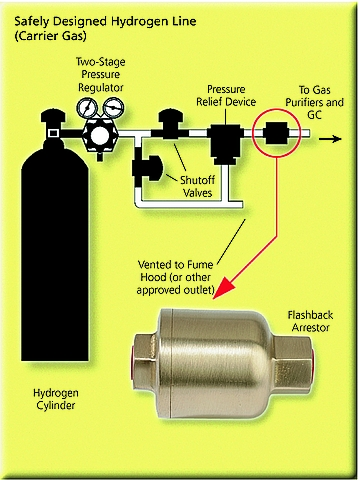 Safely Designed Hydrogen Line
(Carrier Gas)
Two-Stage
Pressure
Regulator
Pressure
Relief Device
To Gas
Purifiers and
GC
Shutoff
Valves
Vented to Fume
Hood (or other
approved outlet)
Flashback
Arrestor
Hydrogen
Cylinder